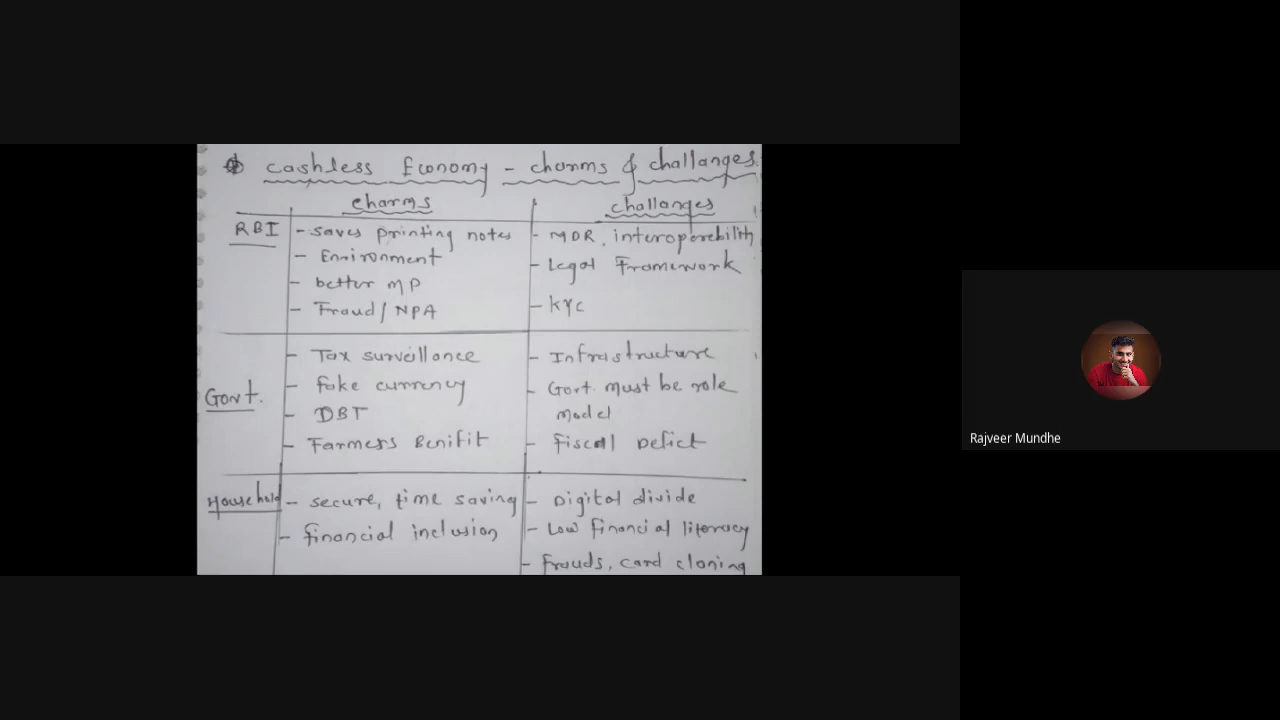 cashless Economy - charms & challanges
charms challanges
RBI - saves printing notes - MDR, interoperebility
- Environment - Legal Framework
- better MP - KYC
- Fraud/NPA
Govt. - Tax surveillance - Infrastructure
- fake currency - Govt. must be role model
- DBT
- Farmers Benifit - Fiscal Deficit
Household - secure, time saving - Digital divide
- financial inclusion - Low financial literacy
- Frauds, card cloning
Rajveer Mundhe